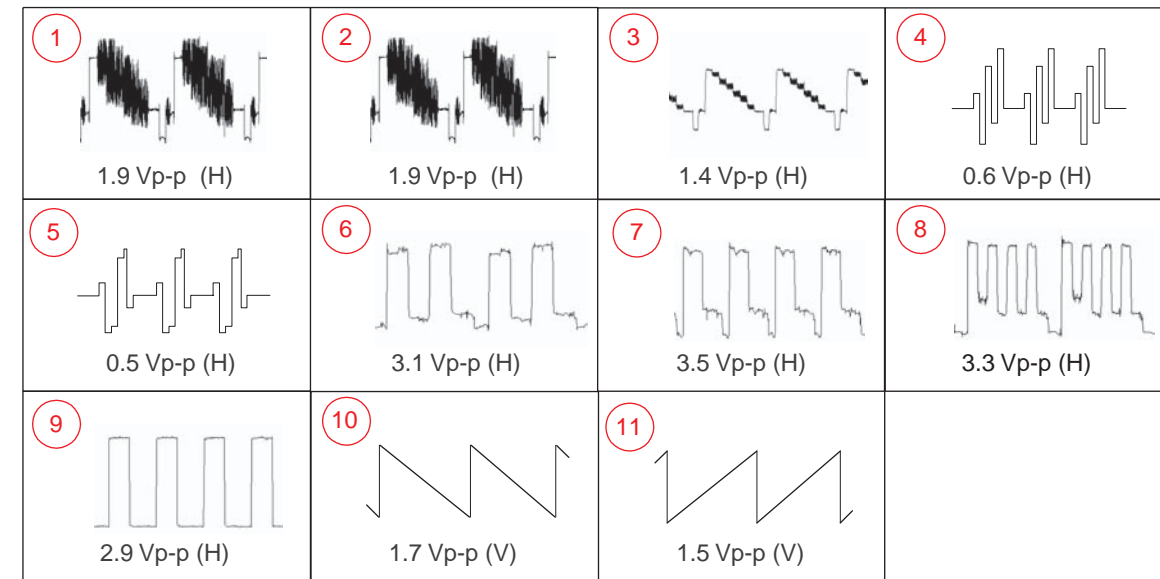 1 2 3 4
1.9 Vp-p (H) 1.9 Vp-p (H) 1.4 Vp-p (H) 0.6 Vp-p (H)
5 6 7 8
0.5 Vp-p (H) 3.1 Vp-p (H) 3.5 Vp-p (H) 3.3 Vp-p (H)
9 10 11
2.9 Vp-p (H) 1.7 Vp-p (V) 1.5 Vp-p (V)